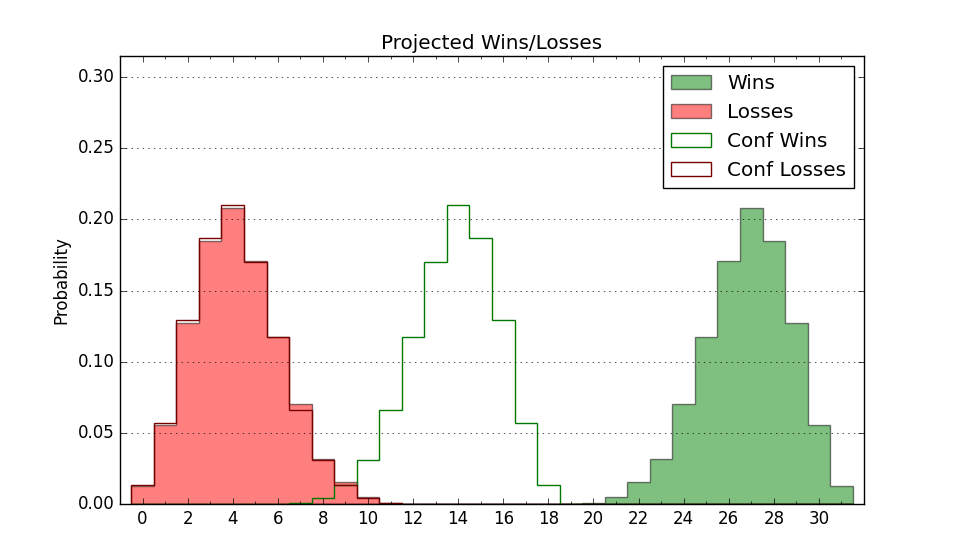 Projected Wins/Losses
0.30
0.25
0.20
0.15
0.10
0.05
0.00
Probability
Wins
Losses
Conf Wins
Conf Losses
0 2 4 6 8 10 12 14 16 18 20 22 24 26 28 30